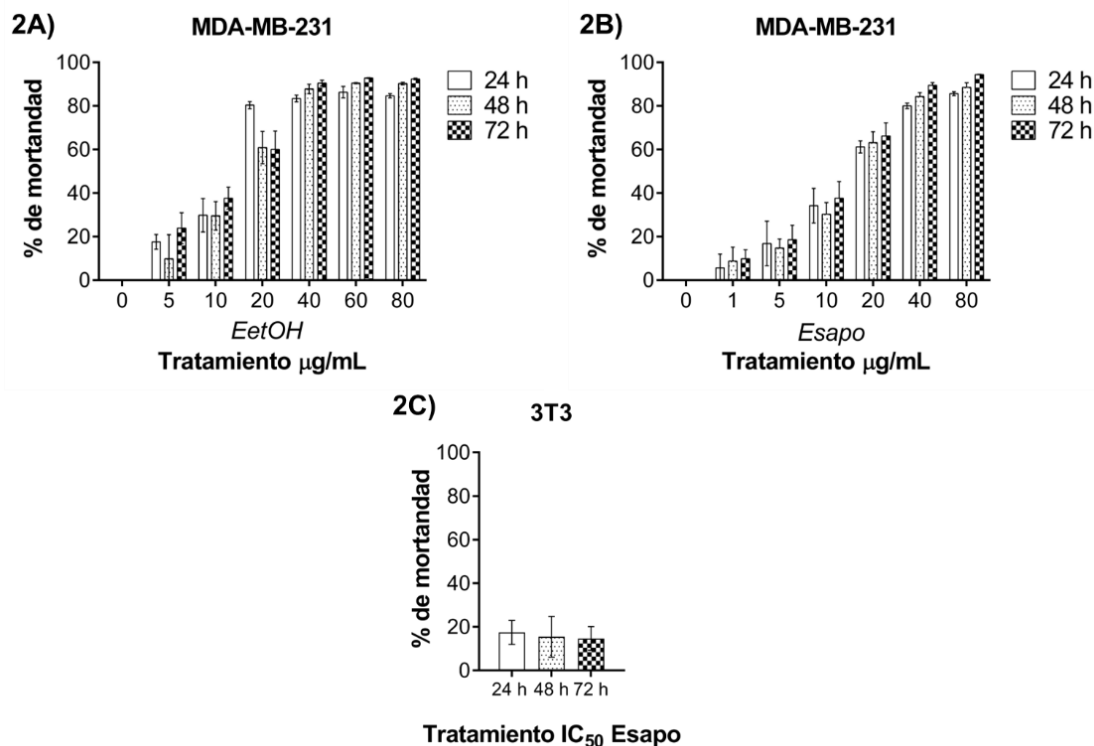 2A)
MDA-MB-231
% de mortandad
100
80
60
40
20
0
0 5 10 20 40 60 80
EetOH
Tratamiento μg/mL
24 h
48 h
72 h
2B)
MDA-MB-231
% de mortandad
100
80
60
40
20
0
0 1 5 10 20 40 80
Esapo
Tratamiento μg/mL
24 h
48 h
72 h
2C)
3T3
% de mortandad
100
80
60
40
20
0
24 h 48 h 72 h
Tratamiento IC50 Esapo